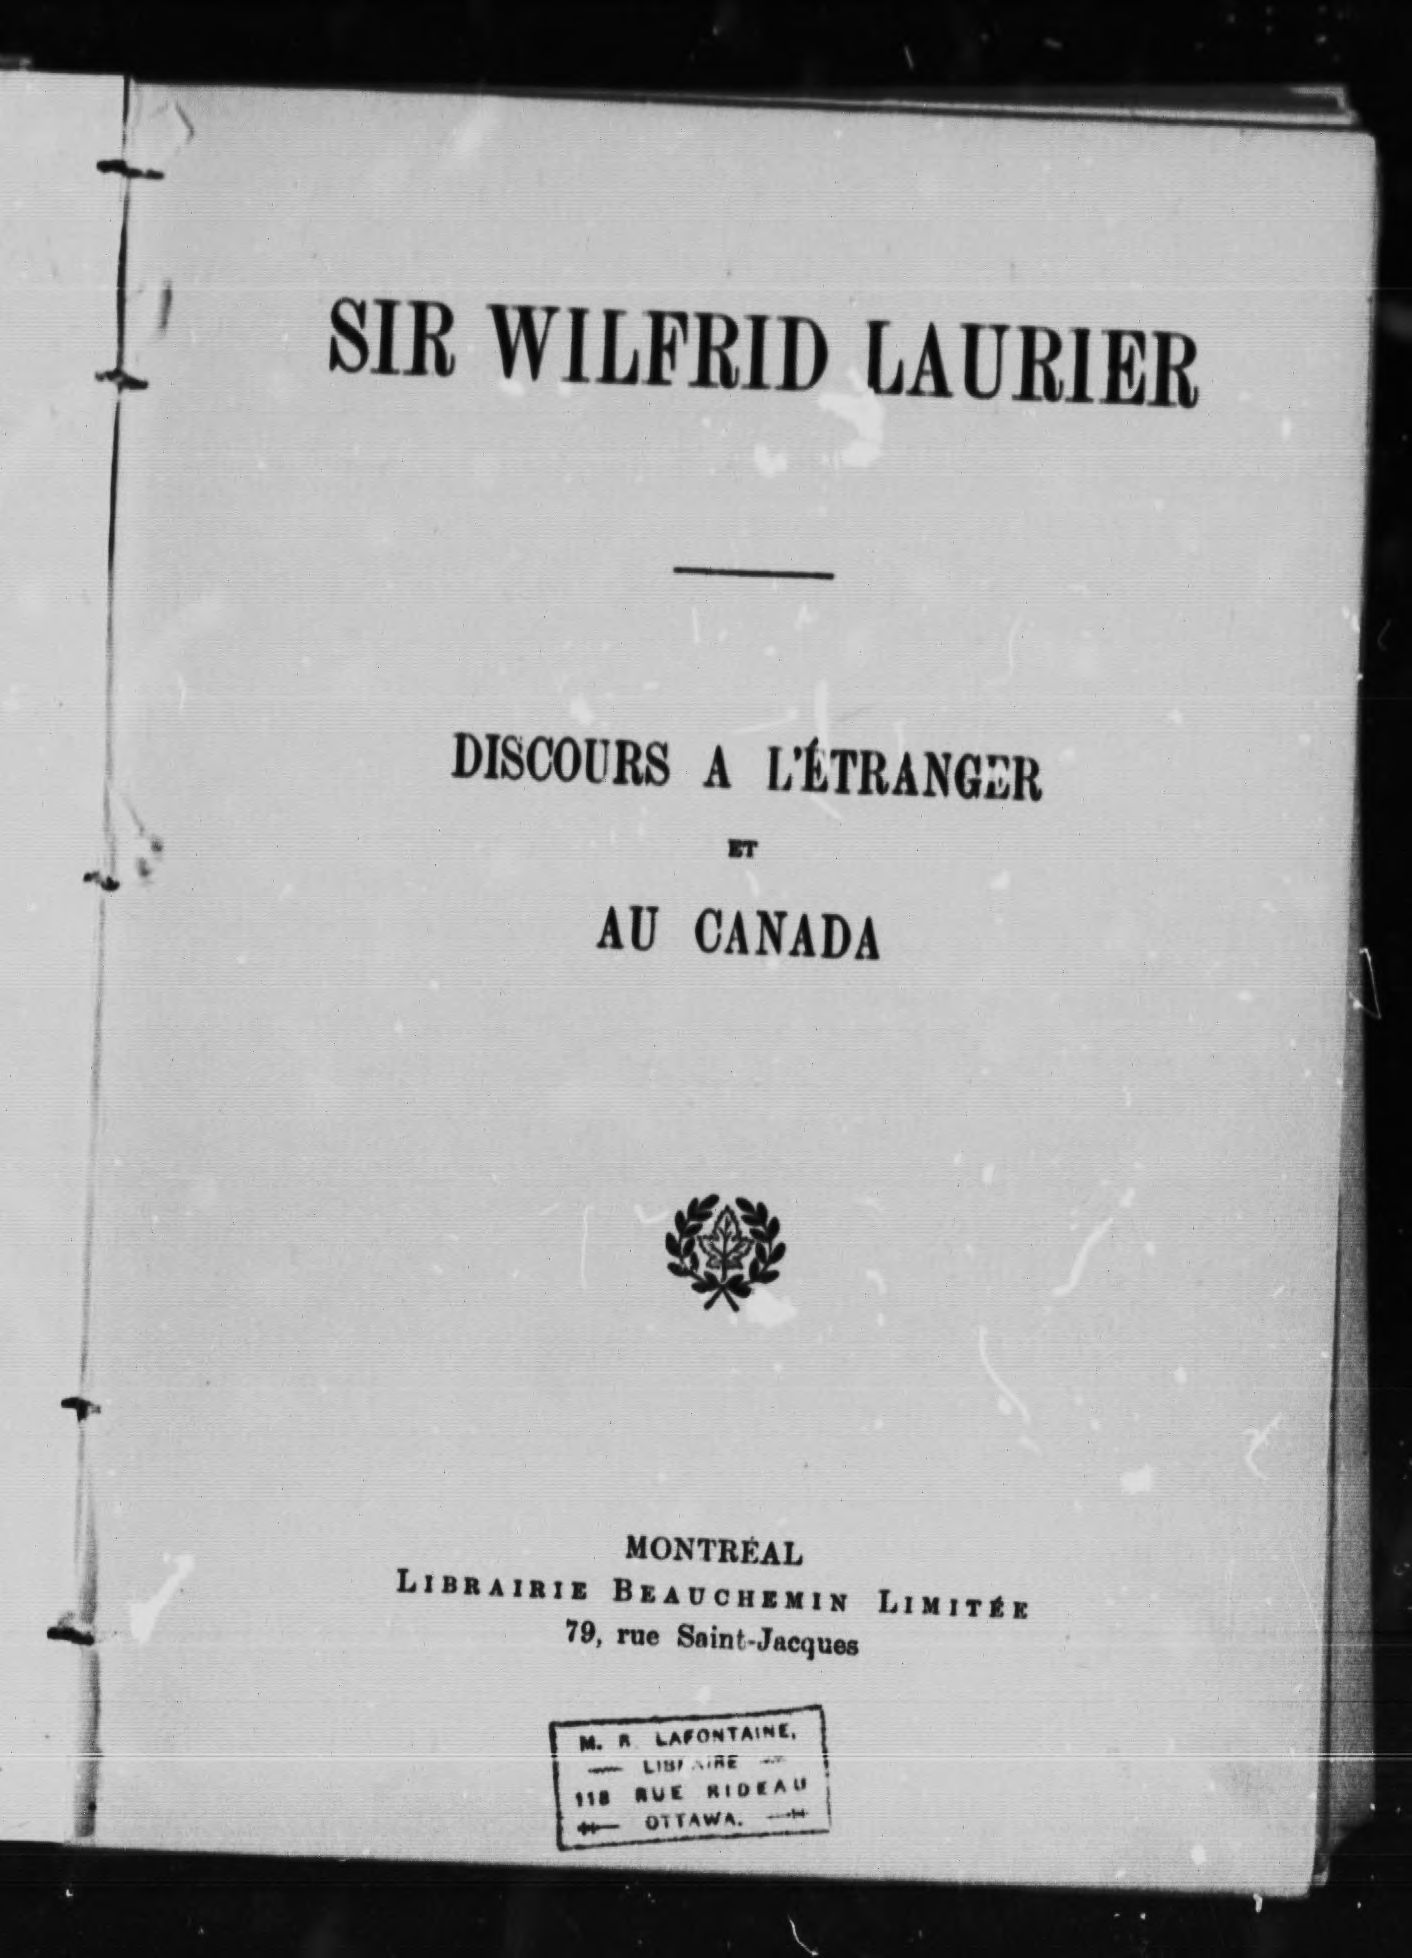 SIR WILFRID LAURIER
DISCOURS A L'ÉTRANGER
ET
AU CANADA
MONTRÉAL
LIBRAIRIE BEAUCHEMIN LIMITÉE
79, rue Saint-Jacques
M. R. LAFONTAINE,
LIBRAIRE
118 RUE RIDEAU
OTTAWA.